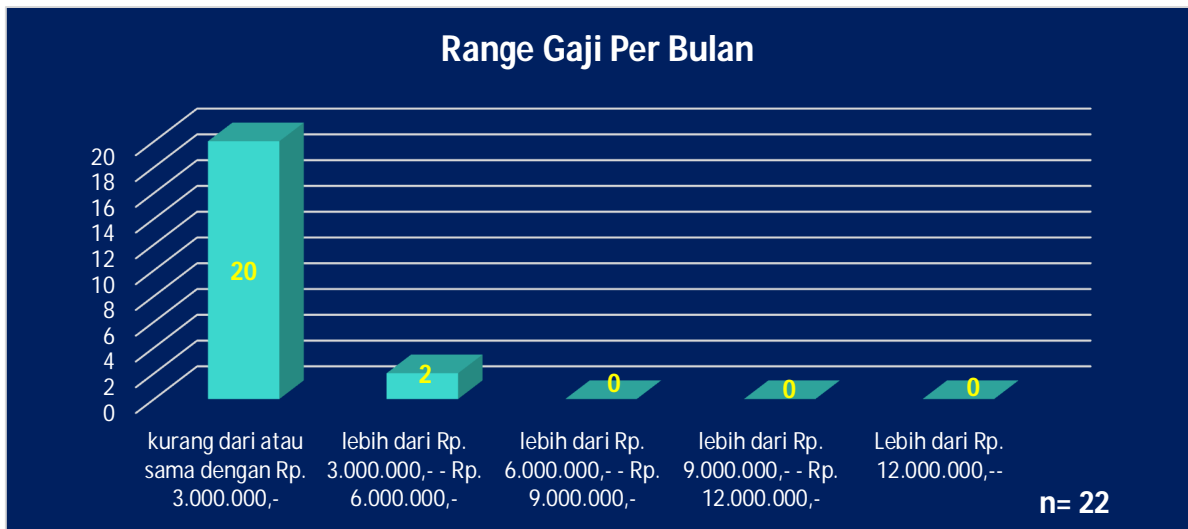 Range Gaji Per Bulan
20
18
16
14
12
10
8
6
4
2
0
20
2
0
0
0
kurang dari atau
sama dengan Rp.
3.000.000,-
lebih dari Rp.
3.000.000,- - Rp.
6.000.000,-
lebih dari Rp.
6.000.000,- - Rp.
9.000.000,-
lebih dari Rp.
9.000.000,- - Rp.
12.000.000,-
Lebih dari Rp.
12.000.000,--
n= 22